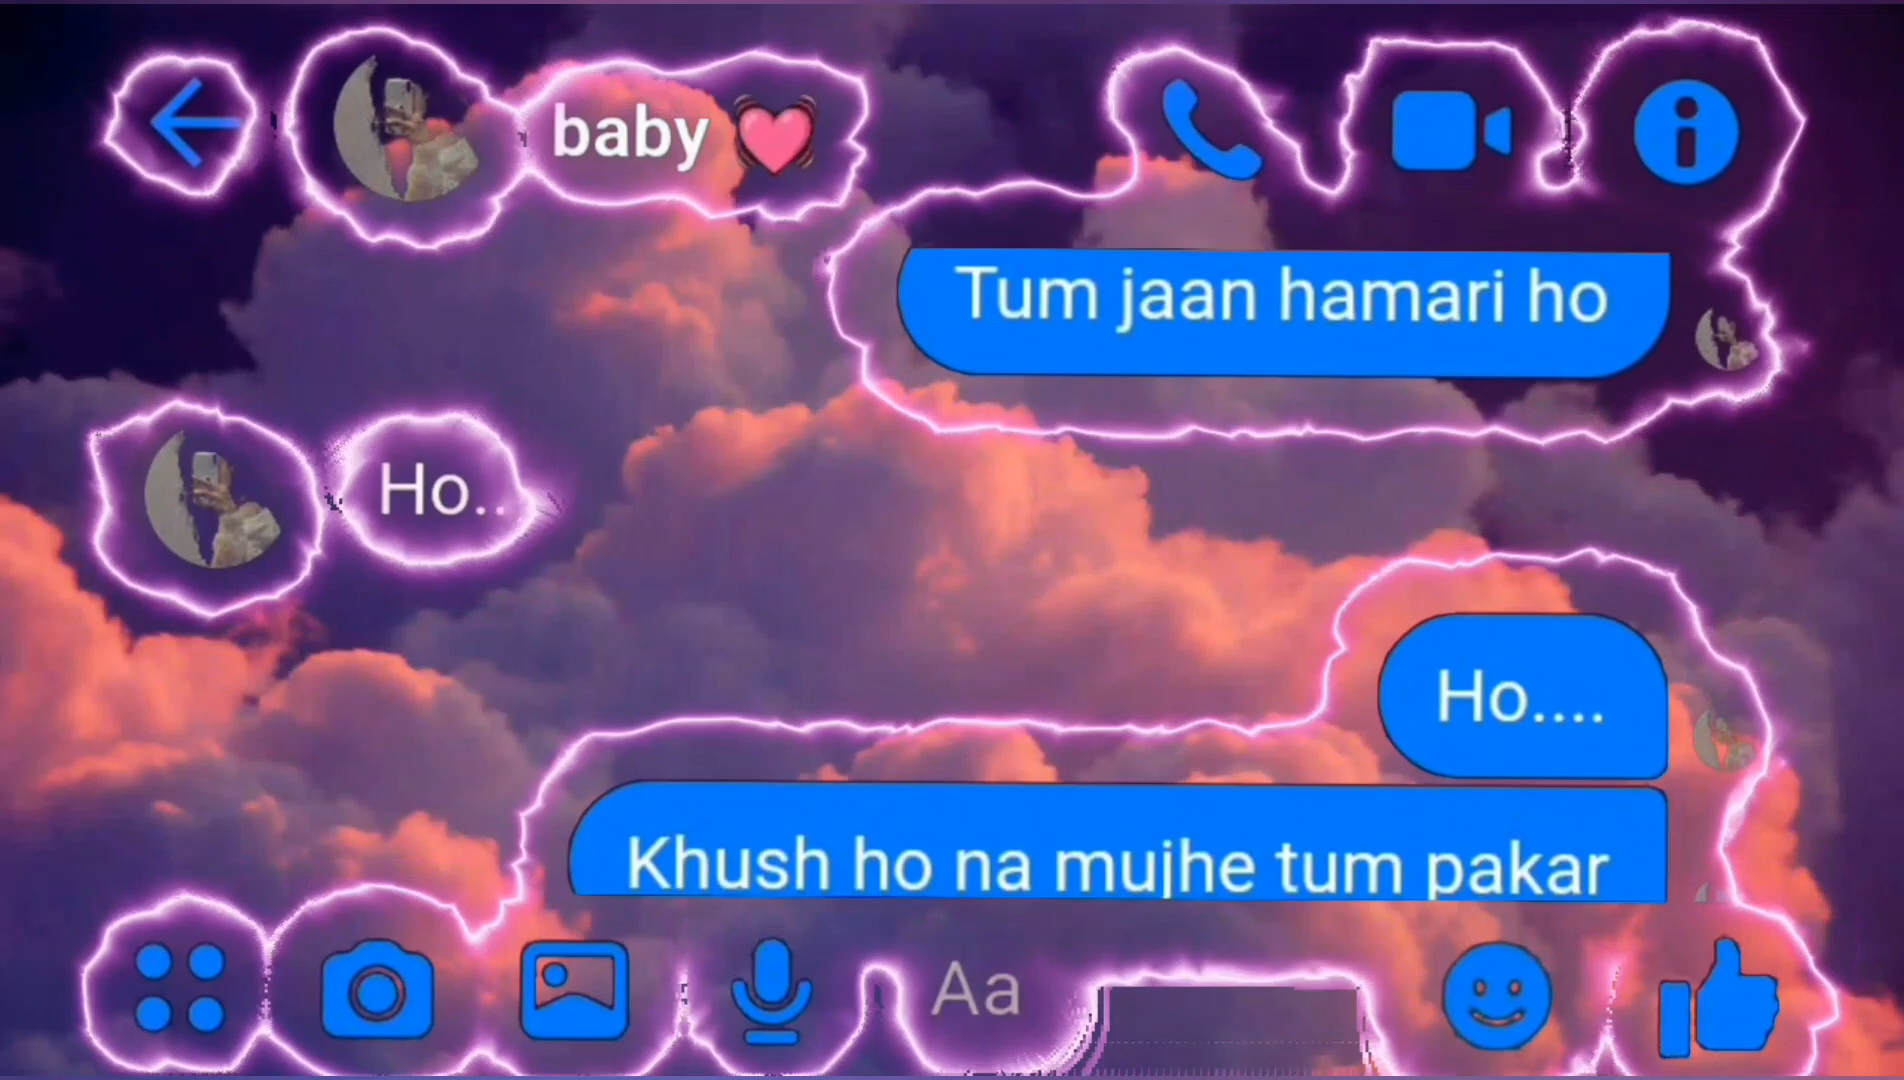 baby
Tum jaan hamari ho
Ho..
Ho....
Khush ho na mujhe tum pakar
Aa